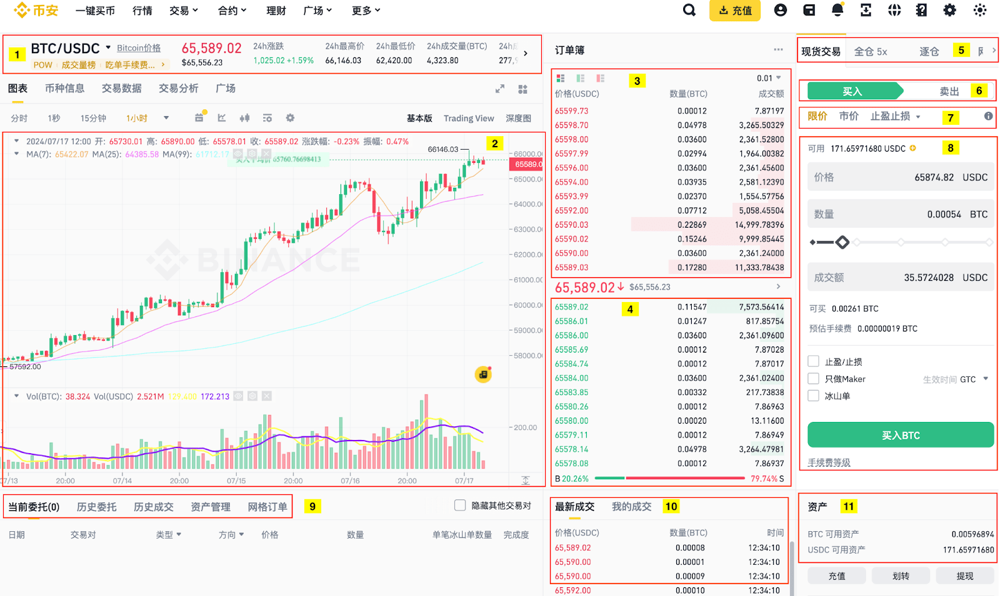 币安 一键买币 行情 交易 合约 理财 广场 更多 充值
1
BTC/USDC Bitcoin价格
POW 成交量榜 吃单手续费...
65,589.02
$65,556.23
24h涨跌
1,025.02 +1.59%
24h最高价
66,146.03
24h最低价
62,420.00
24h成交量(BTC)
4,323.80
图表 币种信息 交易数据 交易分析 广场
分时 1秒 15分钟 1小时
基本版 Trading View 深度图
2024/07/17 12:00 开: 65730.01 高: 65890.00 低: 65578.01 收: 65589.02 涨跌幅: -0.23% 振幅: 0.47%
2
MA(7): 65422.07 MA(25): 64385.58 MA(99): 61712.17
买入平均价 65760.76698413
66146.03
66000.0
65589.0
65000.0
64000.0
63000.0
62000.0
61000.0
60000.0
59000.0
58000.0
BINANCE
57592.00
Vol(BTC): 38.324 Vol(USDC) 2.521M 129.400 172.213
200.00
07/13 20:00 07/14 20:00 07/15 20:00 07/16 20:00 07/17
当前委托(0) 历史委托 历史成交 资产管理 网格订单
9
隐藏其他交易对
日期 交易对 类型 方向 价格 数量 单笔冰山单数量 完成度
订单簿
3
0.01
价格(USDC) 数量(BTC) 成交额
65599.73 0.00012 7.87197
65598.70 0.04978 3,265.50329
65598.00 0.03600 2,361.52800
65597.99 0.02994 1,964.00382
65596.00 0.03600 2,361.45600
65594.00 0.03935 2,581.12390
65593.99 0.02370 1,554.57756
65592.00 0.07712 5,058.45504
65590.03 0.22869 14,999.78396
65590.02 0.15246 9,999.85445
65590.00 0.03600 2,361.24000
65589.03 0.17280 11,333.78438
65,589.02↓ $65,556.23
4
65589.02 0.11547 7,573.56414
65586.01 0.01247 817.85754
65586.00 0.03600 2,361.09600
65585.69 0.00012 7.87028
65584.74 0.00012 7.87017
65584.00 0.03600 2,361.02400
65583.85 0.00332 217.73838
65580.26 0.00012 7.86963
65580.00 0.00020 13.11600
65579.11 0.00012 7.86949
65578.14 0.04978 3,264.47981
65578.08 0.00012 7.86937
B 20.26% 79.74% S
最新成交 我的成交
10
价格(USDC) 数量(BTC) 时间
65,589.02 0.00008 12:34:10
65,590.00 0.00001 12:34:10
65,590.00 0.00009 12:34:10
65,592.00 0.00010 12:34:10
现货交易 全仓 5x 逐仓
5
买入 卖出
6
限价 市价 止盈止损
7
可用 171.65971680 USDC
8
价格 65874.82 USDC
数量 0.00054 BTC
成交额 35.5724028 USDC
可买 0.00261 BTC
预估手续费 0.00000019 BTC
止盈/止损
只做Maker 生效时间 GTC
冰山单
买入BTC
手续费等级
资产
11
BTC 可用资产 0.00596894
USDC 可用资产 171.65971680
充值 划转 提现